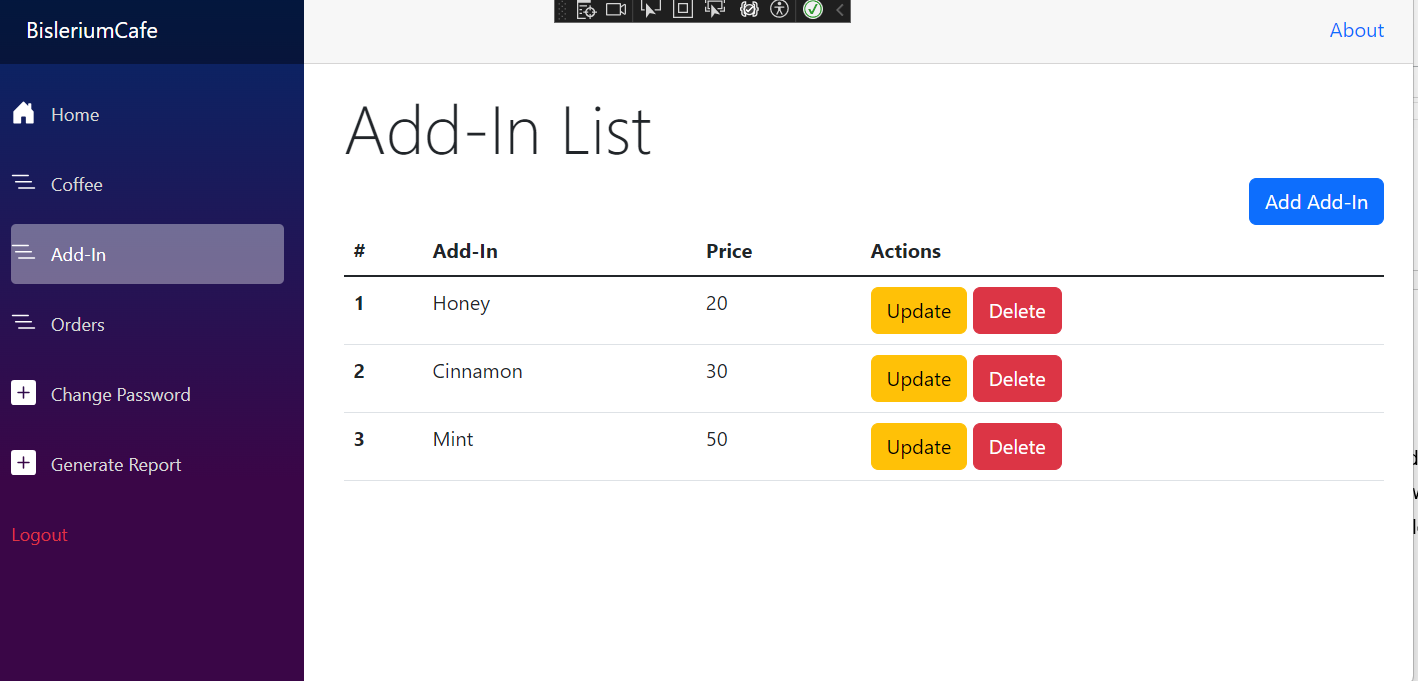 BisleriumCafe
About
Home
Coffee
Add-In
Orders
Change Password
Generate Report
Logout
Add-In List
Add Add-In
# Add-In Price Actions
1 Honey 20 Update Delete
2 Cinnamon 30 Update Delete
3 Mint 50 Update Delete